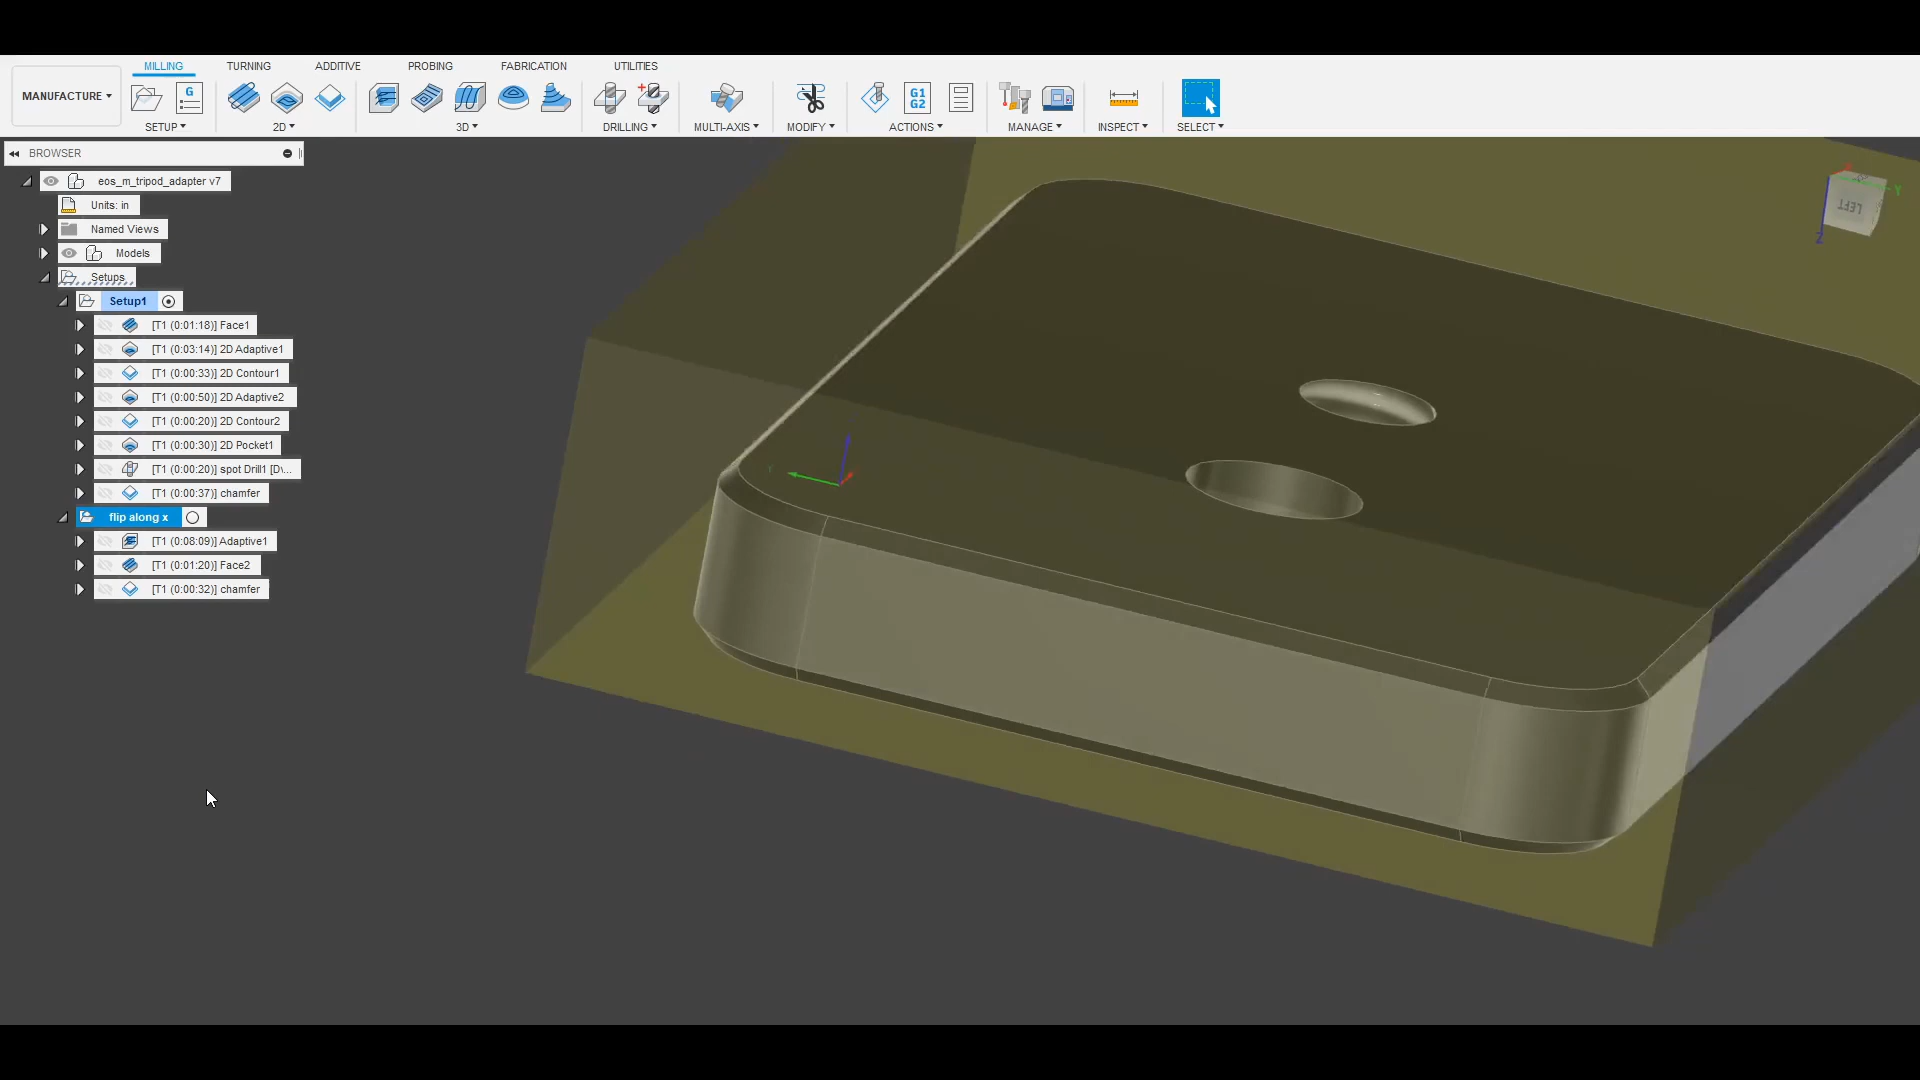 MILLING TURNING ADDITIVE PROBING FABRICATION UTILITIES
MANUFACTURE
G
G1
G2
SETUP 2D 3D DRILLING MULTI-AXIS MODIFY ACTIONS MANAGE INSPECT SELECT
BROWSER
eos_m_tripod_adapter v7
Units: in
Named Views
Models
Setups
Setup1
[T1 (0:01:18)] Face1
[T1 (0:03:14)] 2D Adaptive1
[T1 (0:00:33)] 2D Contour1
[T1 (0:00:50)] 2D Adaptive2
[T1 (0:00:20)] 2D Contour2
[T1 (0:00:30)] 2D Pocket1
[T1 (0:00:20)] spot Drill1 [D\...
[T1 (0:00:37)] chamfer
flip along x
[T1 (0:08:09)] Adaptive1
[T1 (0:01:20)] Face2
[T1 (0:00:32)] chamfer
Y
LEFT
Z